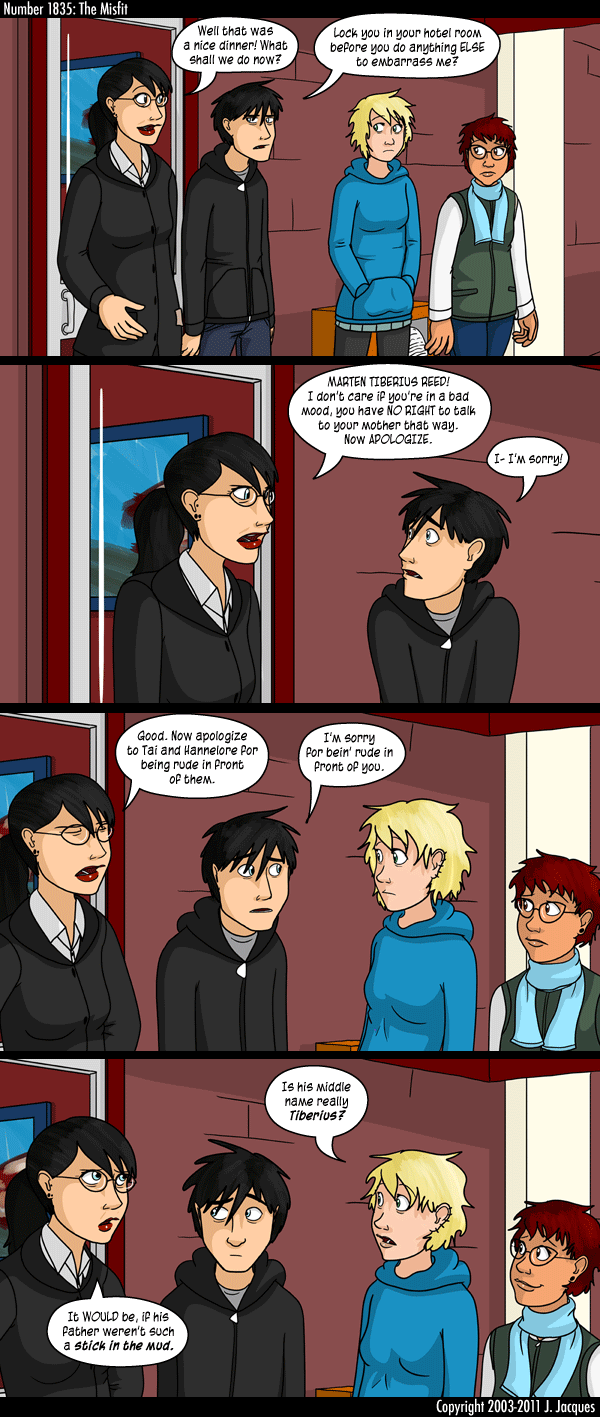 Number 1835: The Misfit
Well that was
a nice dinner! What
shall we do now?
Lock you in your hotel room
before you do anything ELSE
to embarrass me?
MARTEN TIBERIUS REED!
I don't care if you're in a bad
mood, you have NO RIGHT to talk
to your mother that way.
Now APOLOGIZE.
I- I'm sorry!
Good. Now apologize
to Tai and Hannelore for
being rude in front
of them.
I'm sorry
for bein' rude in
front of you.
Is his middle
name really
Tiberius?
It WOULD be, if his
father weren't such
a stick in the mud.
Copyright 2003-2011 J. Jacques